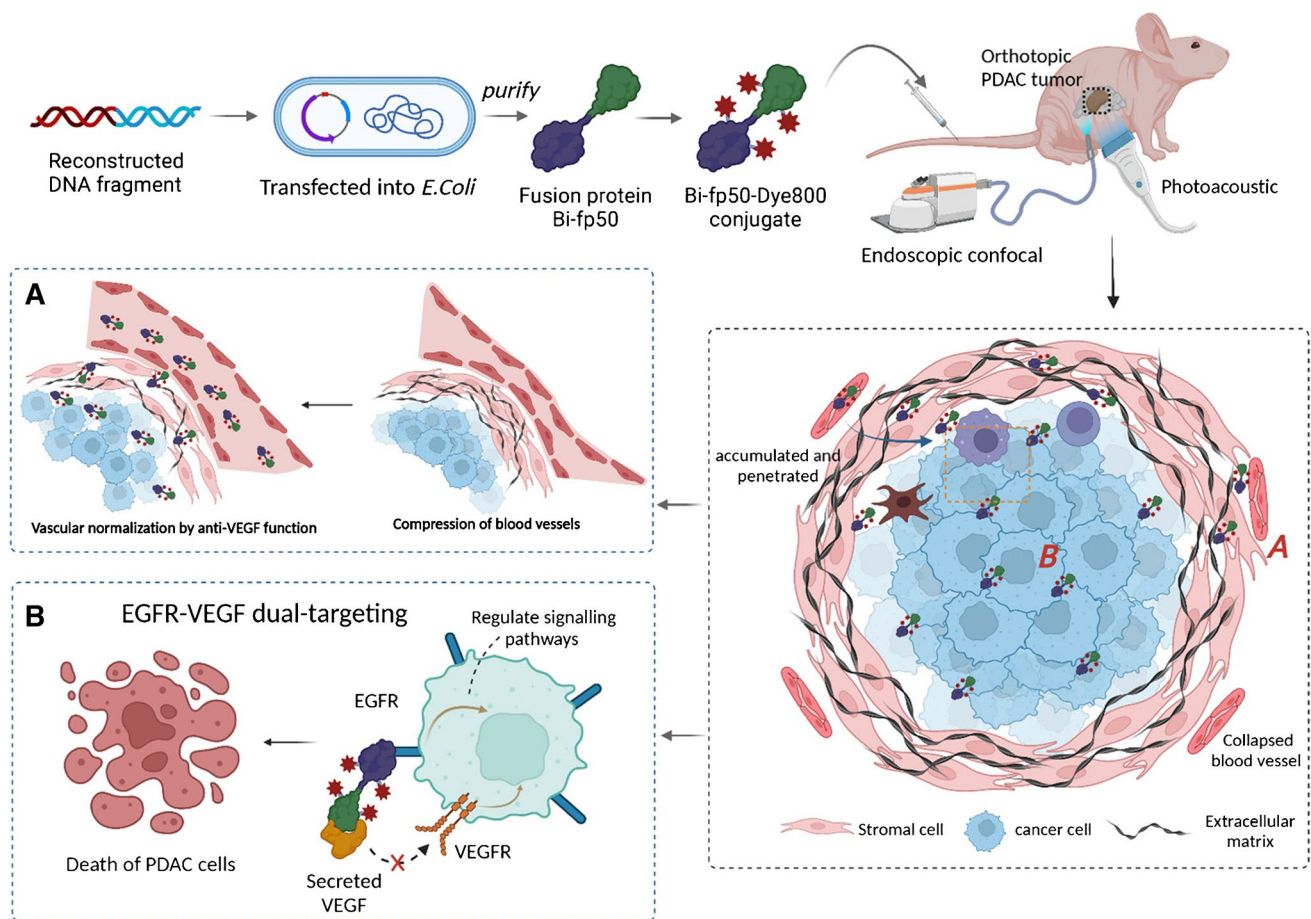 Reconstructed
DNA fragment
Transfected into E.Coli
purify
Fusion protein
Bi-fp50
Bi-fp50-Dye800
conjugate
Orthotopic
PDAC tumor
Photoacoustic
Endoscopic confocal
A
Vascular normalization by anti-VEGF function
Compression of blood vessels
B
EGFR-VEGF dual-targeting
Regulate signalling
pathways
EGFR
VEGFR
Secreted
VEGF
X
Death of PDAC cells
accumulated and
penetrated
B
A
Collapsed
blood vessel
Stromal cell
cancer cell
Extracellular
matrix